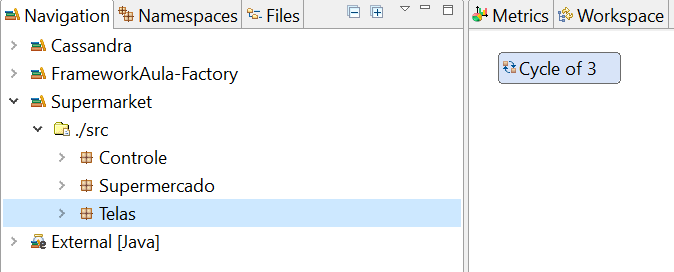 Navigation Namespaces Files
Cassandra
FrameworkAula-Factory
Supermarket
./src
Controle
Supermercado
Telas
External [Java]
Metrics Workspace
Cycle of 3